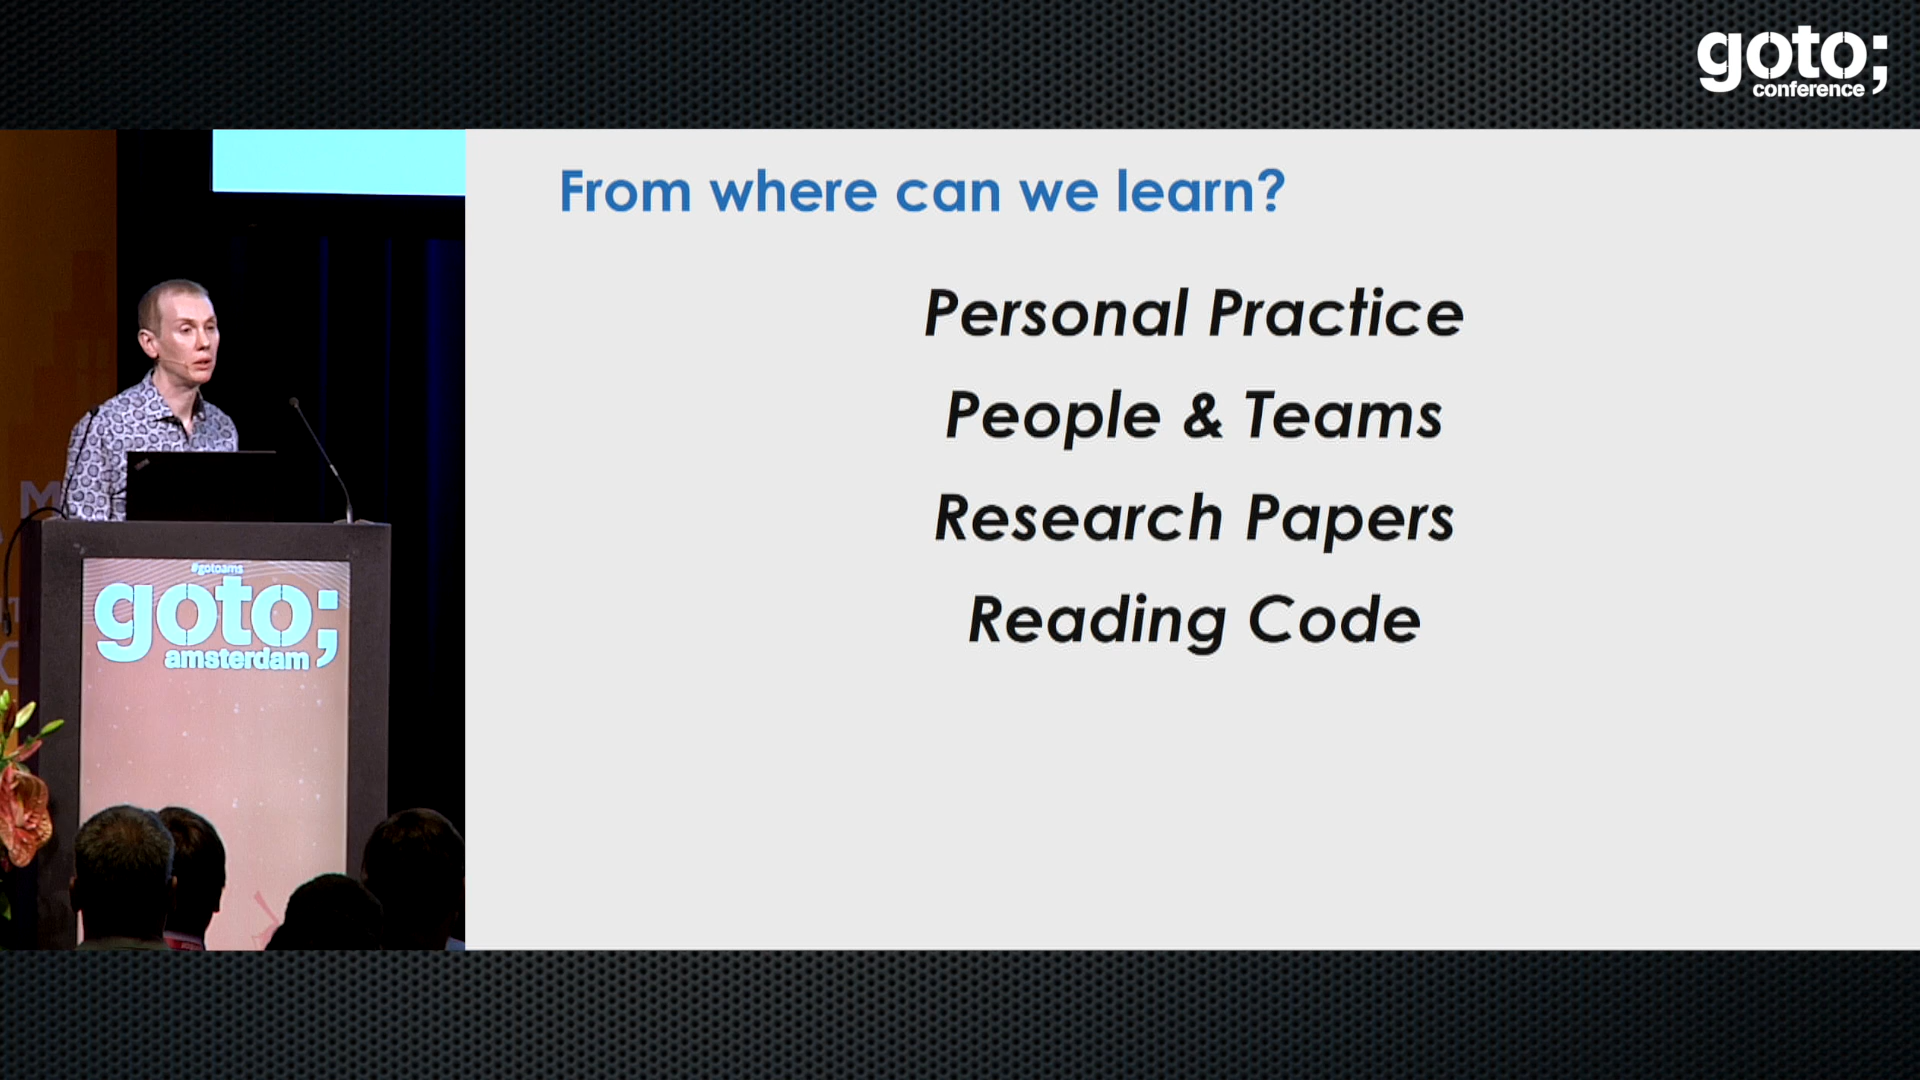 goto;
conference
From where can we learn?
Personal Practice
People & Teams
Research Papers
Reading Code
#gotoams
goto;
amsterdam